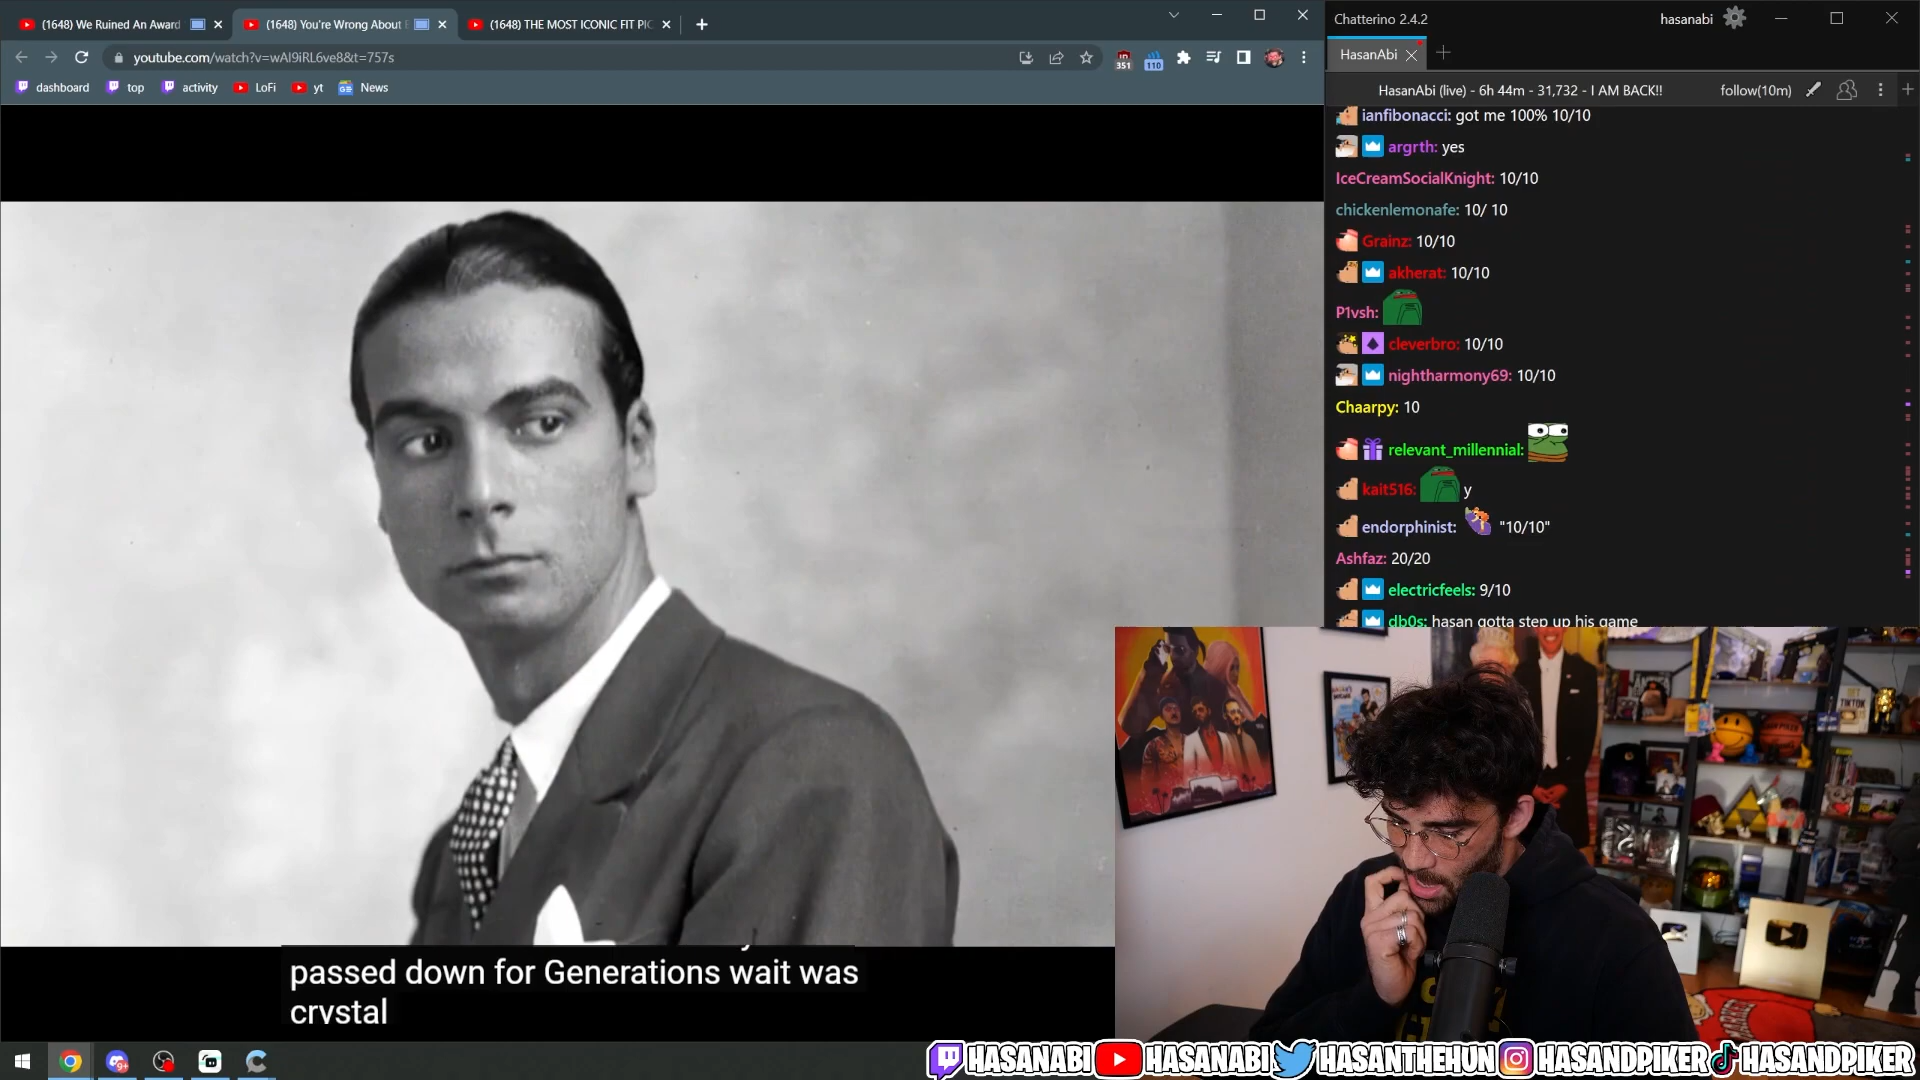 (1648) We Ruined An Award
(1648) You're Wrong About
(1648) THE MOST ICONIC FIT PIC
youtube.com/watch?v=wAI9iRL6ve8&t=757s
351
110
dashboard
top
activity
LoFi
yt
News
passed down for Generations wait was
crystal
Chatterino 2.4.2
hasanabi
HasanAbi
HasanAbi (live) - 6h 44m - 31,732 - I AM BACK!!
follow(10m)
ianfibonacci: got me 100% 10/10
argrth: yes
IceCreamSocialKnight: 10/10
chickenlemonafe: 10/ 10
Grainz: 10/10
akherat: 10/10
P1vsh:
cleverbro: 10/10
nightharmony69: 10/10
Chaarpy: 10
relevant_millennial:
kait516: y
endorphinist: "10/10"
Ashfaz: 20/20
electricfeels: 9/10
db0s: hasan gotta step up his game
HASANABI HASANABI HASANTHEHUN HASANDPIKER HASANDPIKER